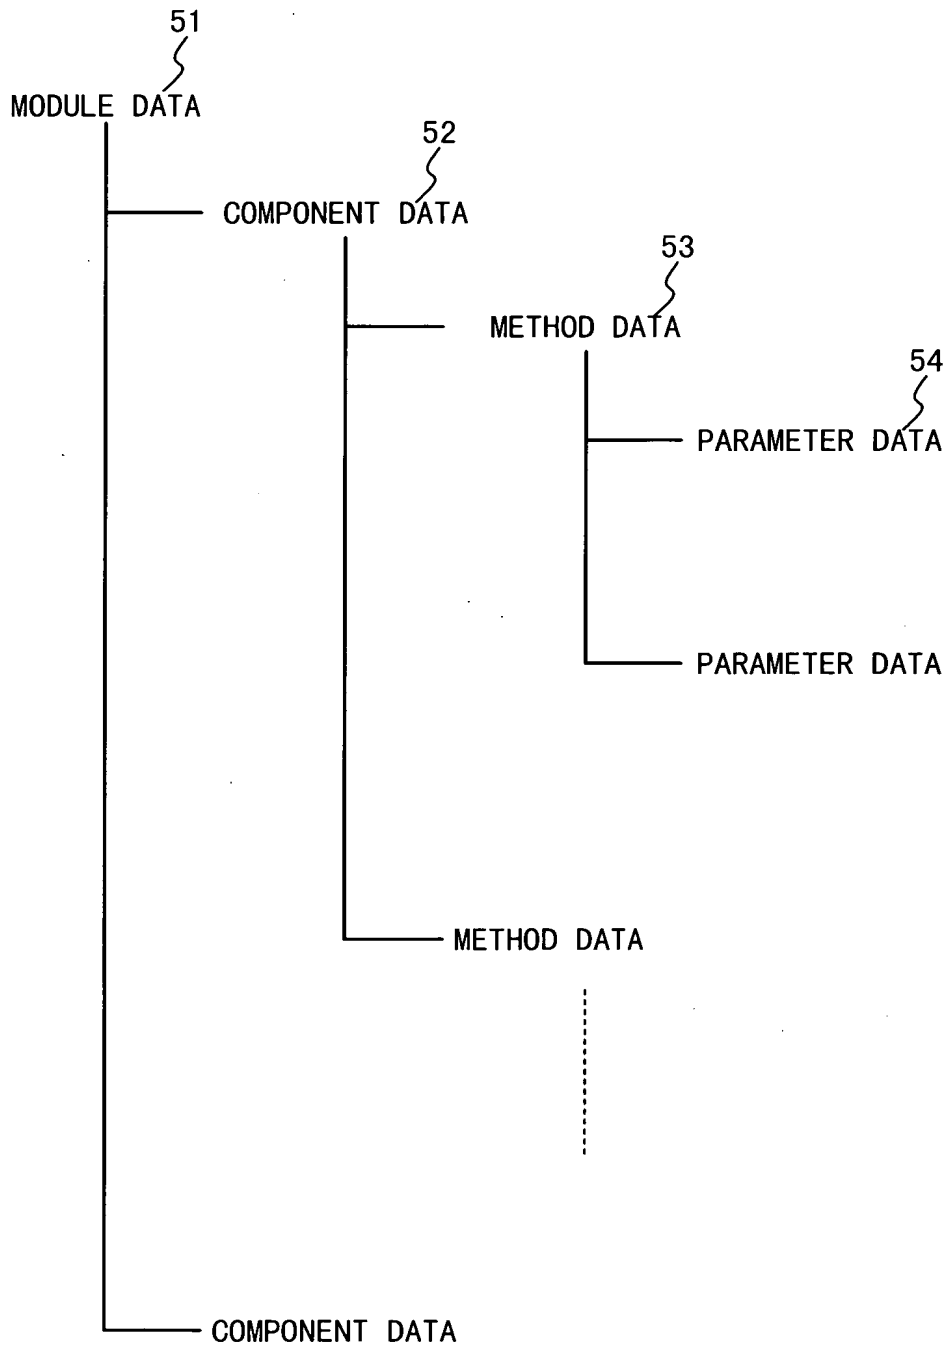 51
MODULE DATA
52
COMPONENT DATA
53
METHOD DATA
54
PARAMETER DATA
PARAMETER DATA
METHOD DATA
COMPONENT DATA